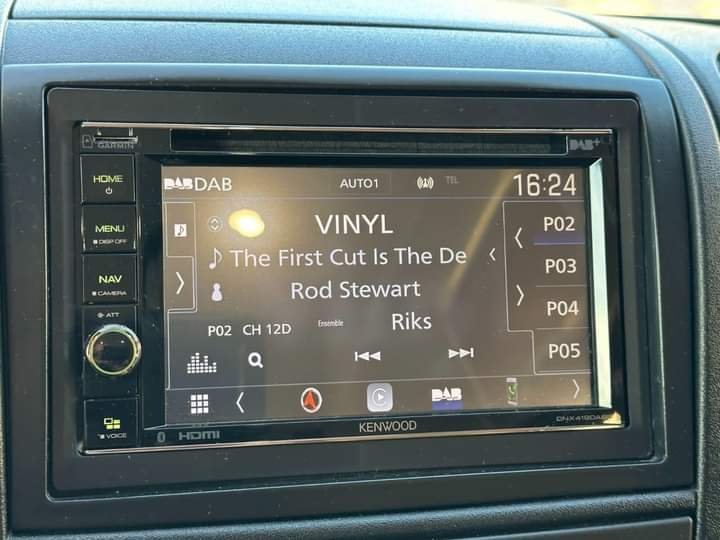 GARMIN
DAB+
HOME
MENU
DISP OFF
NAV
CAMERA
ATT
VOICE
DAB DAB AUTO1 TEL 16:24
VINYL
The First Cut Is The De
Rod Stewart
P02 CH 12D Ensemble Riks
P02
P03
P04
P05
DAB
HDMI
KENWOOD